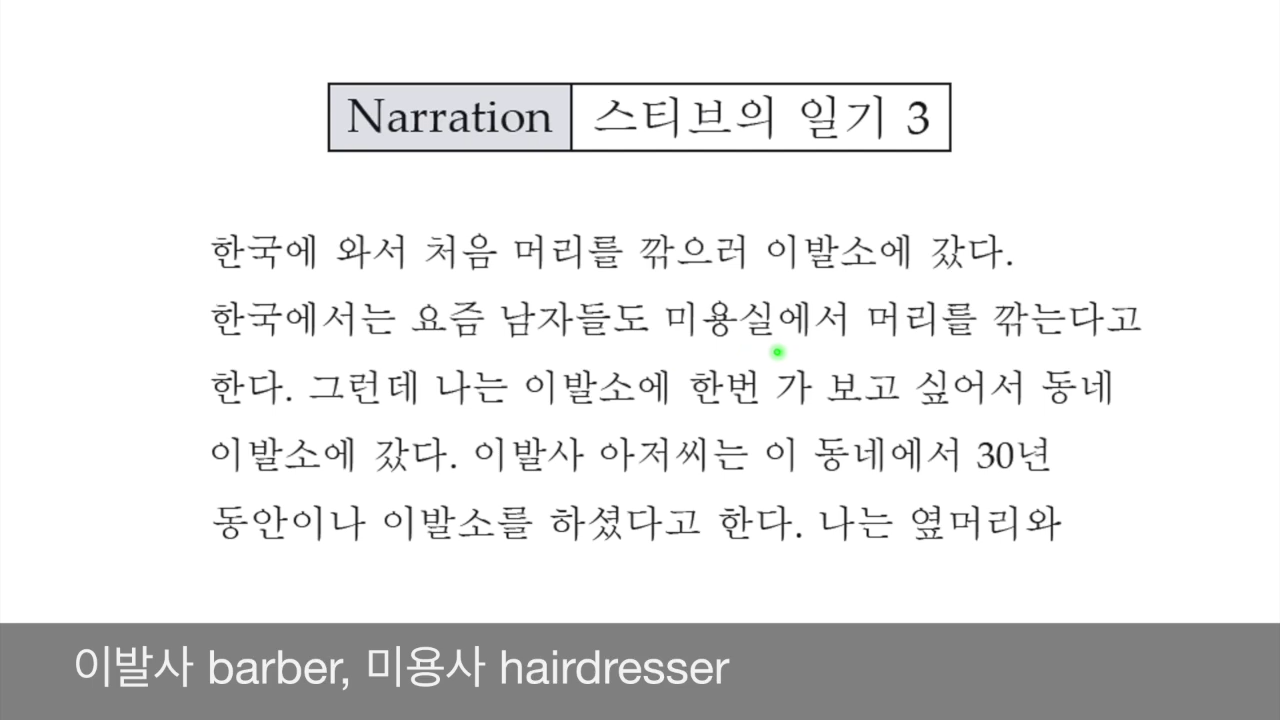 Narration 스티브의 일기 3
한국에 와서 처음 머리를 깎으러 이발소에 갔다.
한국에서는 요즘 남자들도 미용실에서 머리를 깎는다고
한다. 그런데 나는 이발소에 한번 가 보고 싶어서 동네
이발소에 갔다. 이발사 아저씨는 이 동네에서 30년
동안이나 이발소를 하셨다고 한다. 나는 옆머리와
이발사 barber, 미용사 hairdresser